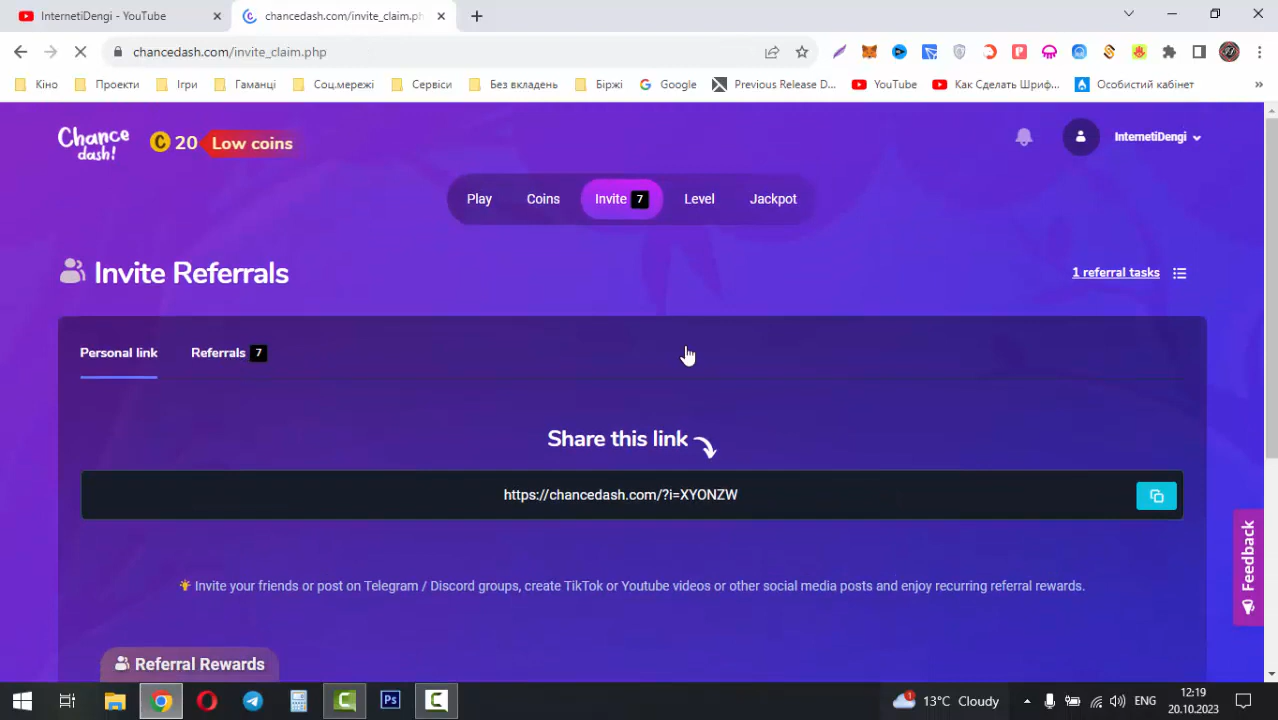 InternetiDengi - YouTube
chancedash.com/invite_claim.ph
chancedash.com/invite_claim.php
Кіно
Проекти
Ігри
Гаманці
Соц.мережі
Сервіси
Без вкладень
Біржі
Google
Previous Release D...
YouTube
Как Сделать Шриф...
Особистий кабінет
Chance dash!
20
Low coins
InternetiDengi
Play
Coins
Invite 7
Level
Jackpot
Invite Referrals
1 referral tasks
Personal link
Referrals 7
Share this link
https://chancedash.com/?i=XYONZW
Invite your friends or post on Telegram / Discord groups, create TikTok or Youtube videos or other social media posts and enjoy recurring referral rewards.
Feedback
Referral Rewards
13°C Cloudy
ENG
12:19
20.10.2023